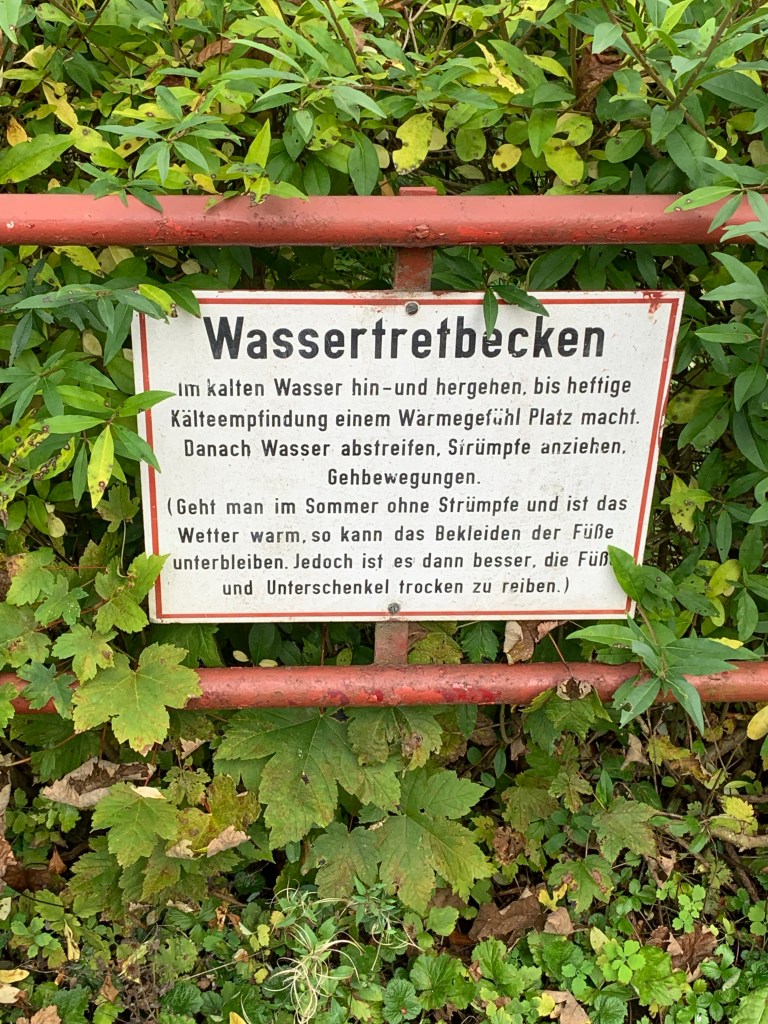 Wassertretbecken
im kalten Wasser hin-und hergehen, bis heftige
Kälteempfindung einem Wärmegefühl Platz macht.
Danach Wasser abstreifen, Strümpfe anziehen,
Gehbewegungen.
(Geht man im Sommer ohne Strümpfe und ist das
Wetter warm, so kann das Bekleiden der Füße
unterbleiben. Jedoch ist es dann besser, die
und Unterschenkel trocken zu reiben.)